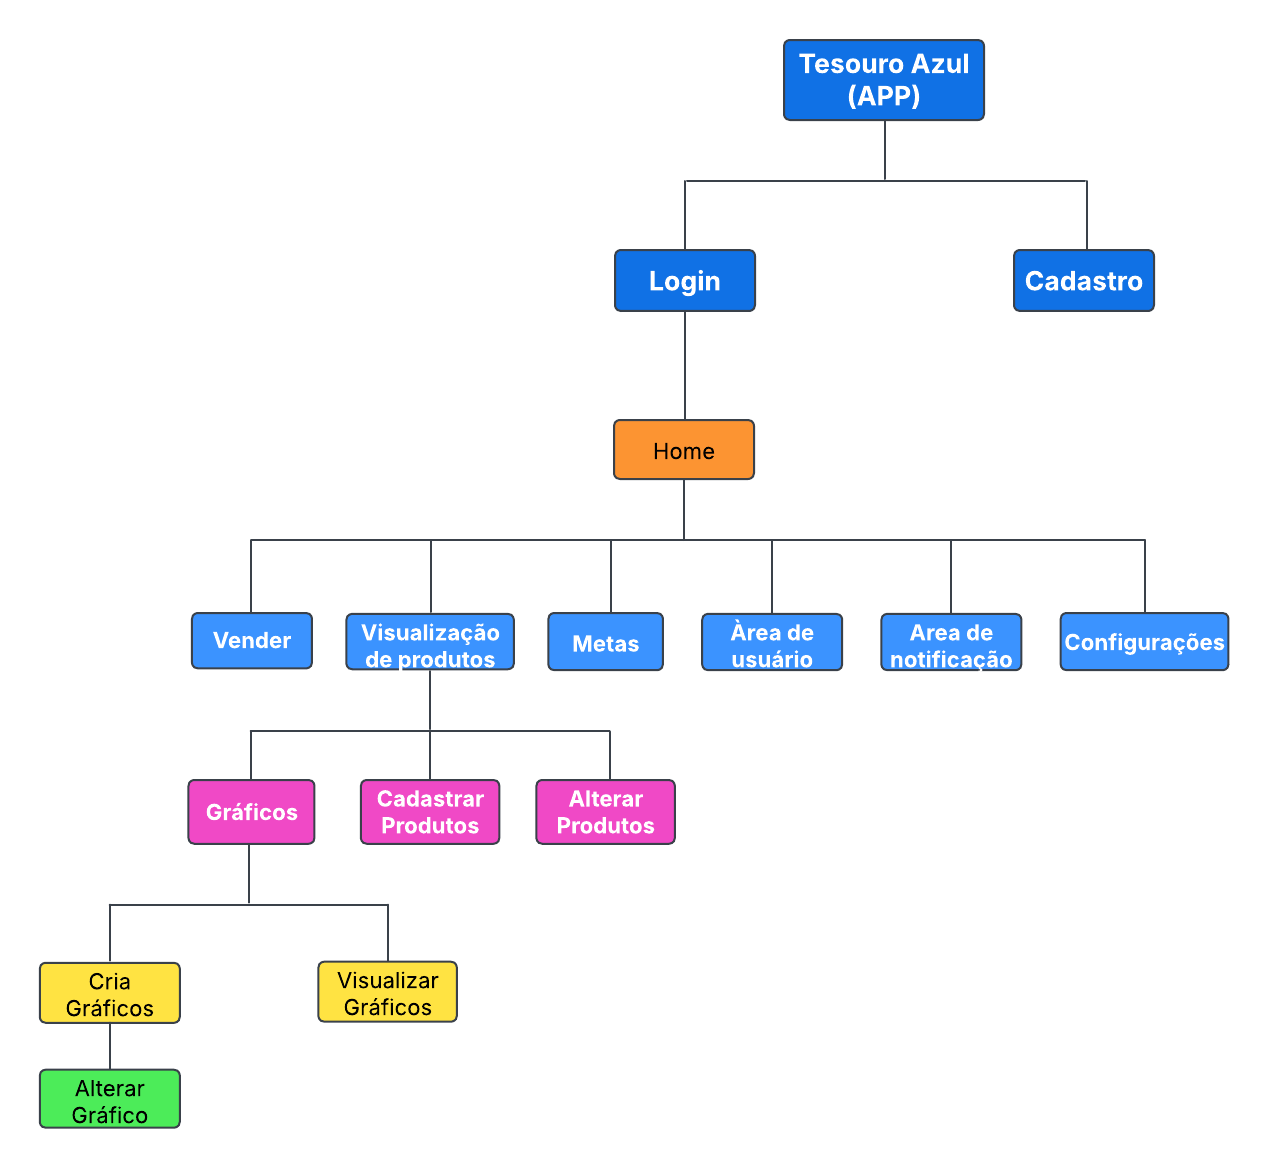 Tesouro Azul
(APP)
Login
Cadastro
Home
Vender
Visualização
de produtos
Metas
Àrea de
usuário
Area de
notificação
Configurações
Gráficos
Cadastrar
Produtos
Alterar
Produtos
Cria
Gráficos
Visualizar
Gráficos
Alterar
Gráfico